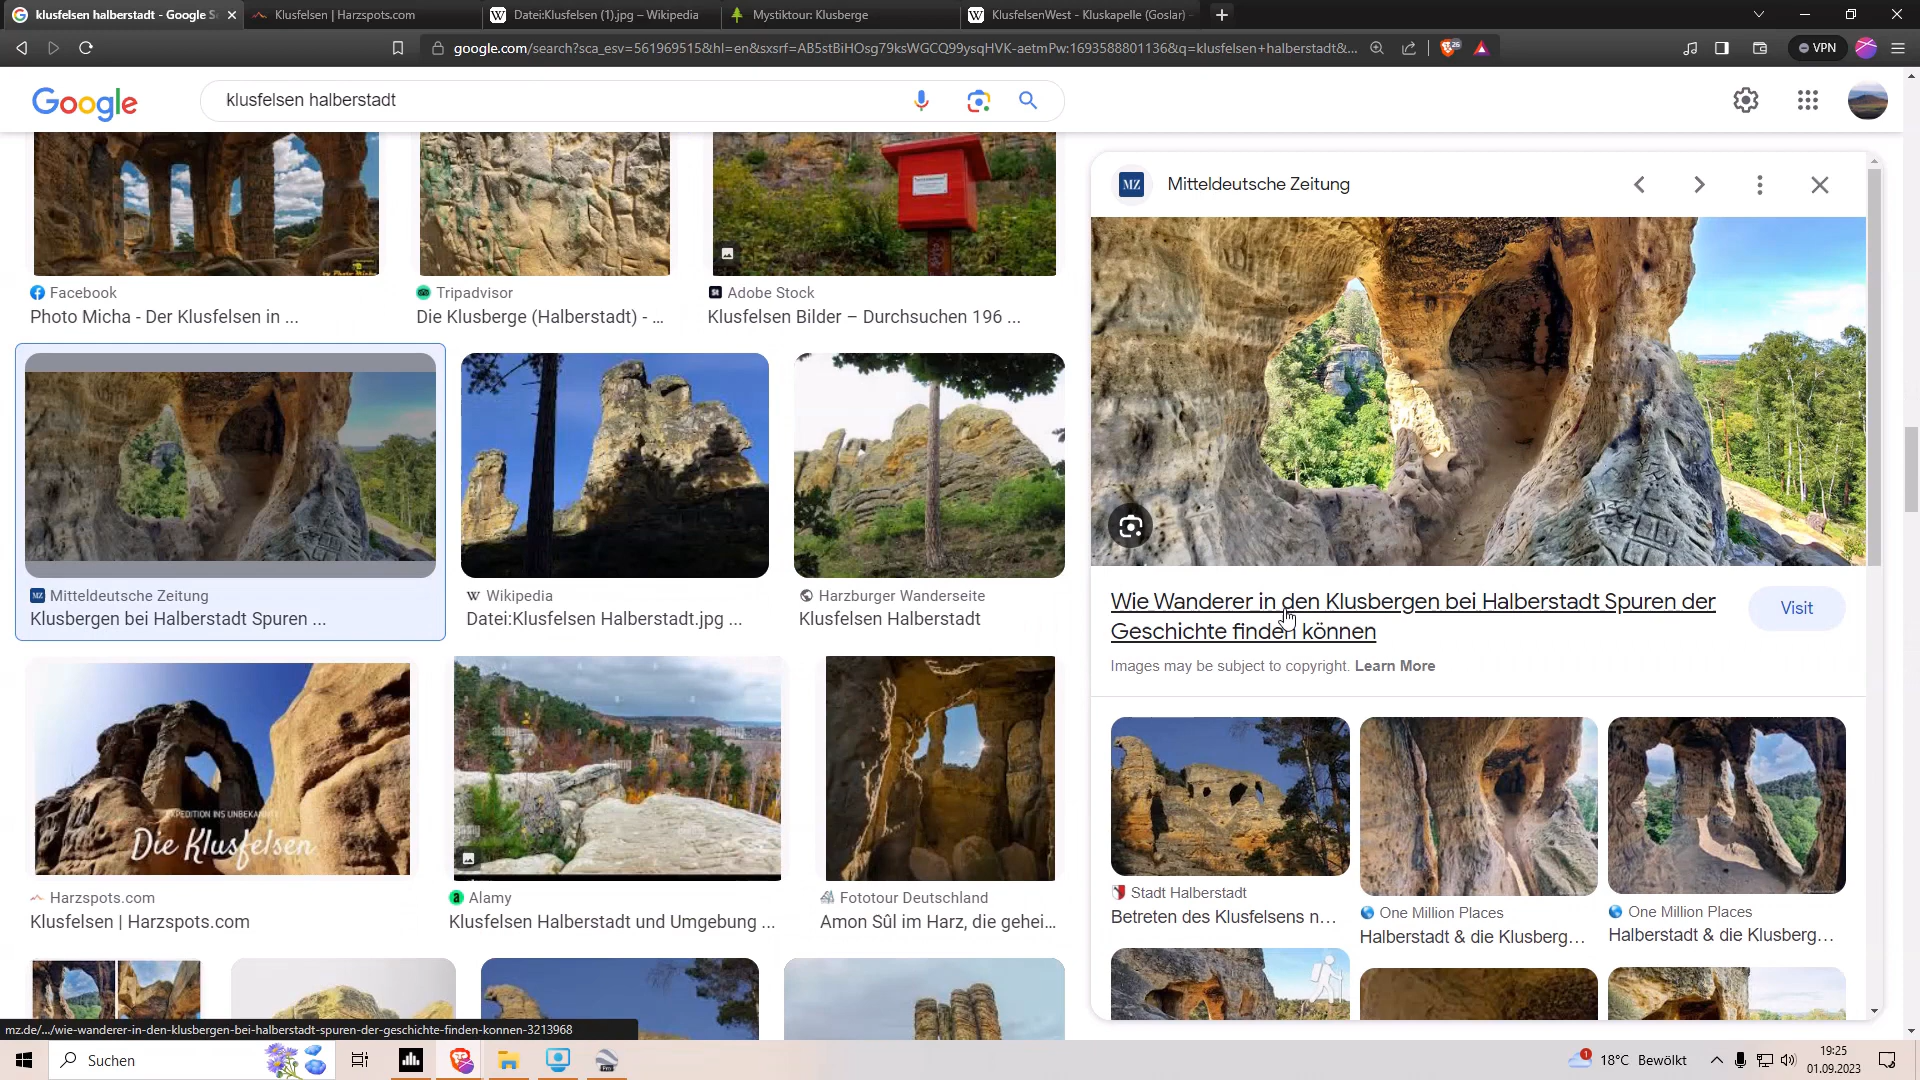 klusfelsen halberstadt - Google S
Klusfelsen | Harzspots.com
Datei:Klusfelsen (1).jpg – Wikipedia
Mystiktour: Klusberge
KlusfelsenWest - Kluskapelle (Goslar) -
google.com/search?sca_esv=561969515&hl=en&sxsrf=AB5stBiHOsg79ksWGCQ99ysqHVK-aetmPw:1693588801136&q=klusfelsen+halberstadt&...
26
VPN
Google
klusfelsen halberstadt
Facebook
Photo Micha - Der Klusfelsen in ...
Tripadvisor
Die Klusberge (Halberstadt) - ...
Adobe Stock
Klusfelsen Bilder – Durchsuchen 196 ...
Mitteldeutsche Zeitung
Klusbergen bei Halberstadt Spuren ...
Wikipedia
Datei:Klusfelsen Halberstadt.jpg ...
Harzburger Wanderseite
Klusfelsen Halberstadt
EXPEDITION INS UNBEKANNTE
Die Klusfelsen
Harzspots.com
Klusfelsen | Harzspots.com
alamy
Alamy
Klusfelsen Halberstadt und Umgebung ...
Fototour Deutschland
Amon Sûl im Harz, die gehei...
MZ
Mitteldeutsche Zeitung
Wie Wanderer in den Klusbergen bei Halberstadt Spuren der
Geschichte finden können
Visit
Images may be subject to copyright. Learn More
Stadt Halberstadt
Betreten des Klusfelsens n...
One Million Places
Halberstadt & die Klusberg...
One Million Places
Halberstadt & die Klusberg...
mz.de/.../wie-wanderer-in-den-klusbergen-bei-halberstadt-spuren-der-geschichte-finden-konnen-3213968
Suchen
1
18°C Bewölkt
19:25
01.09.2023